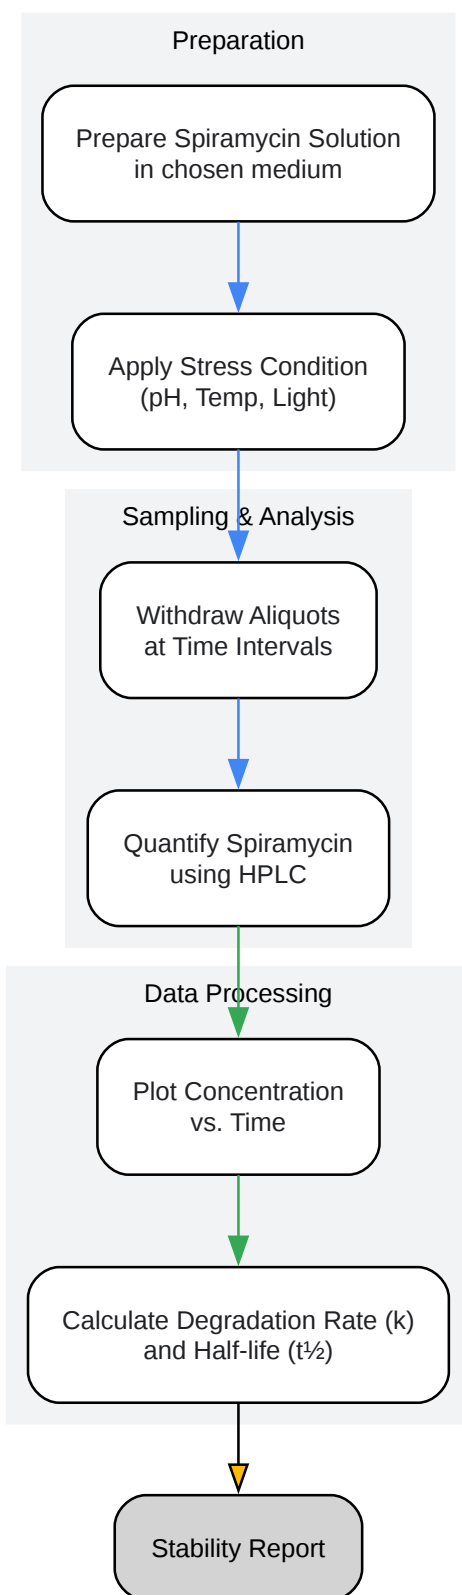 Preparation
Prepare Spiramycin Solution
in chosen medium
Apply Stress Condition
(pH, Temp, Light)
Sampling & Analysis
Withdraw Aliquots
at Time Intervals
Quantify Spiramycin
using HPLC
Data Processing
Plot Concentration
vs. Time
Calculate Degradation Rate (k)
and Half-life (t½)
Stability Report